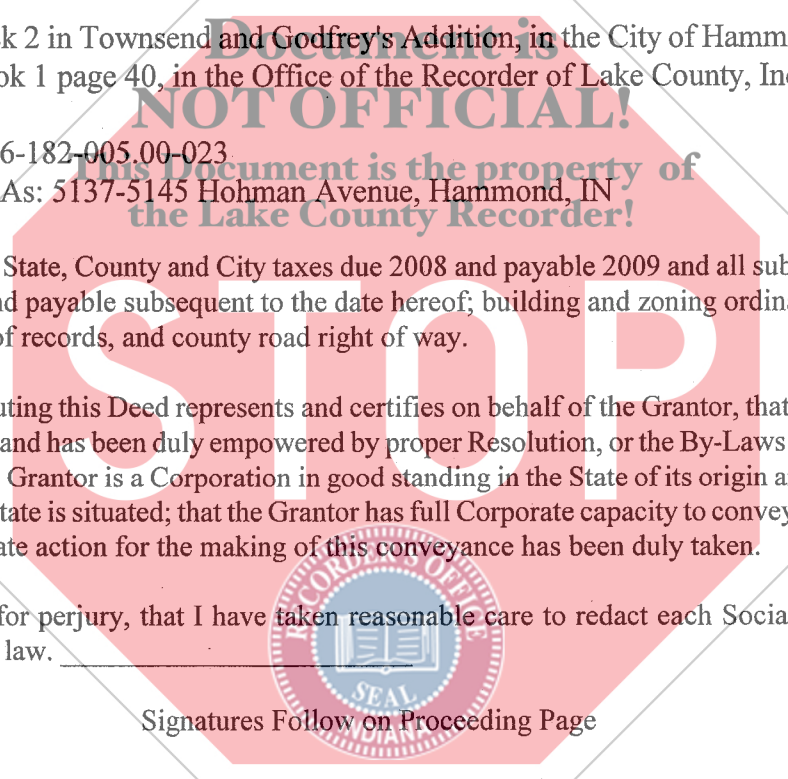 Document is
k 2 in Townsend and Godfrey's Addition, in the City of Hamm
ok 1 page 40, in the Office of the Recorder of Lake County, In
NOT OFFICIAL!
6-182-005.00-023
This Document is the property of
As: 5137-5145 Hohman Avenue, Hammond, IN
the Lake County Recorder!
State, County and City taxes due 2008 and payable 2009 and all sub
d payable subsequent to the date hereof; building and zoning ordina
of records, and county road right of way.
STOP
uting this Deed represents and certifies on behalf of the Grantor, that
and has been duly empowered by proper Resolution, or the By-Laws
Grantor is a Corporation in good standing in the State of its origin a
tate is situated; that the Grantor has full Corporate capacity to convey
ate action for the making of this conveyance has been duly taken.
for perjury, that I have taken reasonable care to redact each Socia
law.
RECORDER'S OFFICE
SEAL
INDIANA
Signatures Follow on Proceeding Page